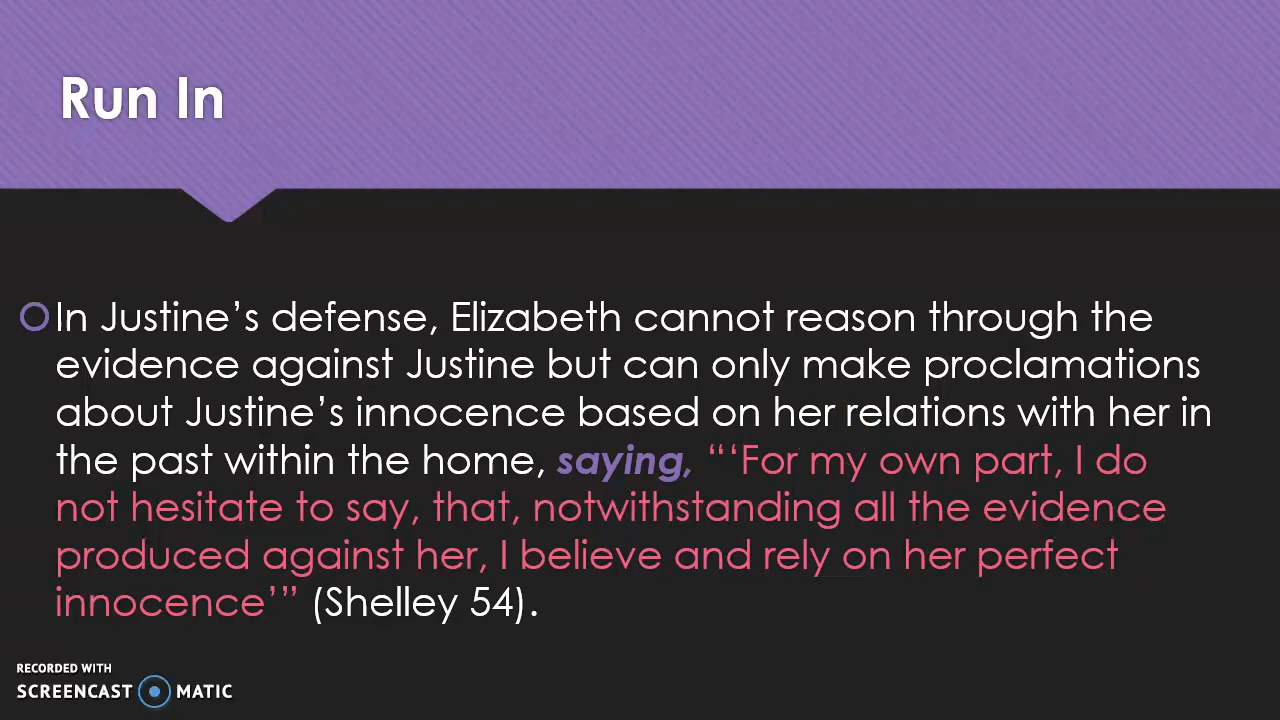 Run In
In Justine’s defense, Elizabeth cannot reason through the
evidence against Justine but can only make proclamations
about Justine’s innocence based on her relations with her in
the past within the home, saying, “‘For my own part, I do
not hesitate to say, that, notwithstanding all the evidence
produced against her, I believe and rely on her perfect
innocence’” (Shelley 54).
RECORDED WITH
SCREENCAST MATIC